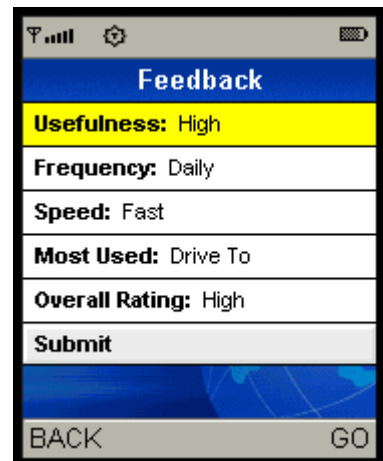 Feedback
Usefulness: High
Frequency: Daily
Speed: Fast
Most Used: Drive To
Overall Rating: High
Submit
BACK GO